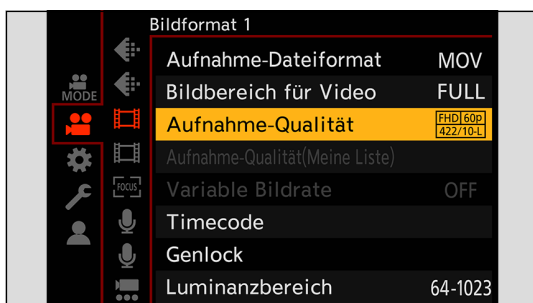 Bildformat 1
Aufnahme-Dateiformat MOV
MODE
Bildbereich für Video FULL
Aufnahme-Qualität FHD 60p 422/10-L
Aufnahme-Qualität(Meine Liste)
FOCUS
Variable Bildrate OFF
Timecode
Genlock
Luminanzbereich 64-1023